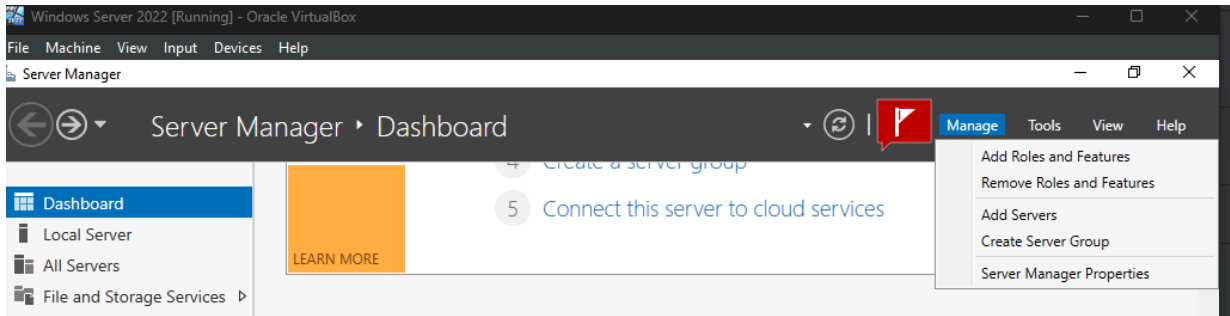 Windows Server 2022 [Running] - Oracle VirtualBox
File Machine View Input Devices Help
Server Manager
Server Manager ‣ Dashboard
Manage Tools View Help
Add Roles and Features
Remove Roles and Features
Add Servers
Create Server Group
Server Manager Properties
Dashboard
Local Server
All Servers
File and Storage Services
4 Create a server group
5 Connect this server to cloud services
LEARN MORE